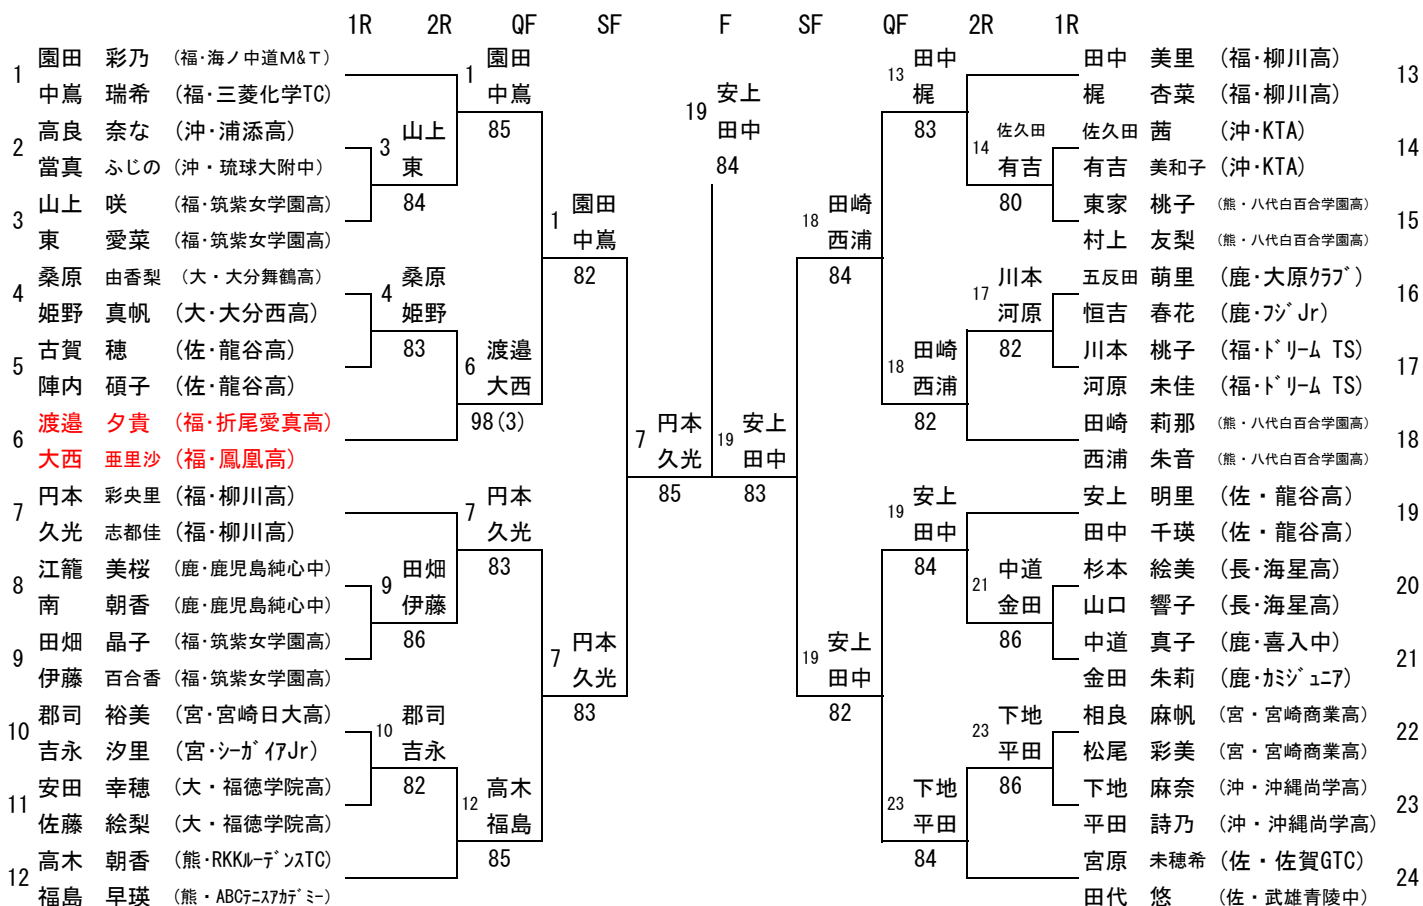 1R 2R QF SF F SF QF 2R 1R
1 園田 彩乃 (福・海ノ中道M&T)
中嶌 瑞希 (福・三菱化学TC)
2 高良 奈な (沖・浦添高)
當真 ふじの (沖・琉球大附中)
3 山上 咲 (福・筑紫女学園高)
東 愛菜 (福・筑紫女学園高)
4 桑原 由香梨 (大・大分舞鶴高)
姫野 真帆 (大・大分西高)
5 古賀 穂 (佐・龍谷高)
陣内 碩子 (佐・龍谷高)
6 渡邉 夕貴 (福・折尾愛真高)
大西 亜里沙 (福・鳳凰高)
7 円本 彩央里 (福・柳川高)
久光 志都佳 (福・柳川高)
8 江籠 美桜 (鹿・鹿児島純心中)
南 朝香 (鹿・鹿児島純心中)
9 田畑 晶子 (福・筑紫女学園高)
伊藤 百合香 (福・筑紫女学園高)
10 郡司 裕美 (宮・宮崎日大高)
吉永 汐里 (宮・シーガイアJr)
11 安田 幸穂 (大・福徳学院高)
佐藤 絵梨 (大・福徳学院高)
12 高木 朝香 (熊・RKKルーデンスTC)
福島 早瑛 (熊・ABCテニスアカデミー)
3 山上
東
84
4 桑原
姫野
83
9 田畑
伊藤
86
10 郡司
吉永
82
1 園田
中嶌
85
6 渡邉
大西
98(3)
7 円本
久光
83
12 高木
福島
85
1 園田
中嶌
82
7 円本
久光
83
7 円本
久光
85
19 安上
田中
84
19 安上
田中
83
18 田崎
西浦
84
19 安上
田中
82
13 田中
梶
83
18 田崎
西浦
82
19 安上
田中
84
23 下地
平田
84
14 佐久田
有吉
80
17 川本
河原
82
21 中道
金田
86
23 下地
平田
86
田中 美里 (福・柳川高) 13
梶 杏菜 (福・柳川高)
佐久田 茜 (沖・KTA) 14
有吉 美和子 (沖・KTA)
東家 桃子 (熊・八代白百合学園高) 15
村上 友梨 (熊・八代白百合学園高)
五反田 萌里 (鹿・大原クラブ) 16
恒吉 春花 (鹿・フジJr)
川本 桃子 (福・ドリーム TS) 17
河原 未佳 (福・ドリーム TS)
田崎 莉那 (熊・八代白百合学園高) 18
西浦 朱音 (熊・八代白百合学園高)
安上 明里 (佐・龍谷高) 19
田中 千瑛 (佐・龍谷高)
杉本 絵美 (長・海星高) 20
山口 響子 (長・海星高)
中道 真子 (鹿・喜入中) 21
金田 朱莉 (鹿・カミジュニア)
相良 麻帆 (宮・宮崎商業高) 22
松尾 彩美 (宮・宮崎商業高)
下地 麻奈 (沖・沖縄尚学高) 23
平田 詩乃 (沖・沖縄尚学高)
宮原 未穂希 (佐・佐賀GTC) 24
田代 悠 (佐・武雄青陵中)